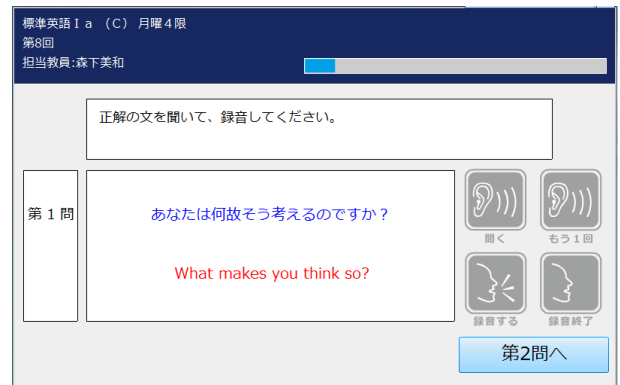 標準英語Ⅰa （C） 月曜4限
第8回
担当教員:森下美和
正解の文を聞いて、録音してください。
第１問
あなたは何故そう考えるのですか？
What makes you think so?
聞く
もう１回
録音する
録音終了
第2問へ